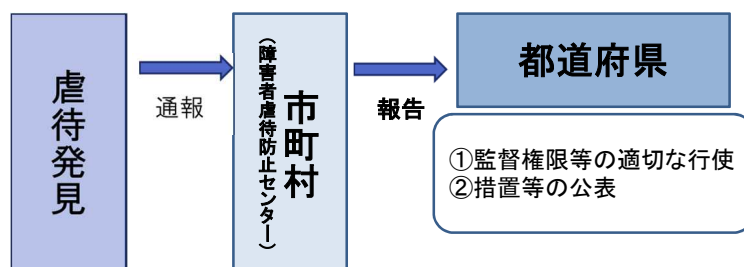 虐待発見
通報
市町村
（障害者虐待防止センター）
報告
都道府県
①監督権限等の適切な行使
②措置等の公表